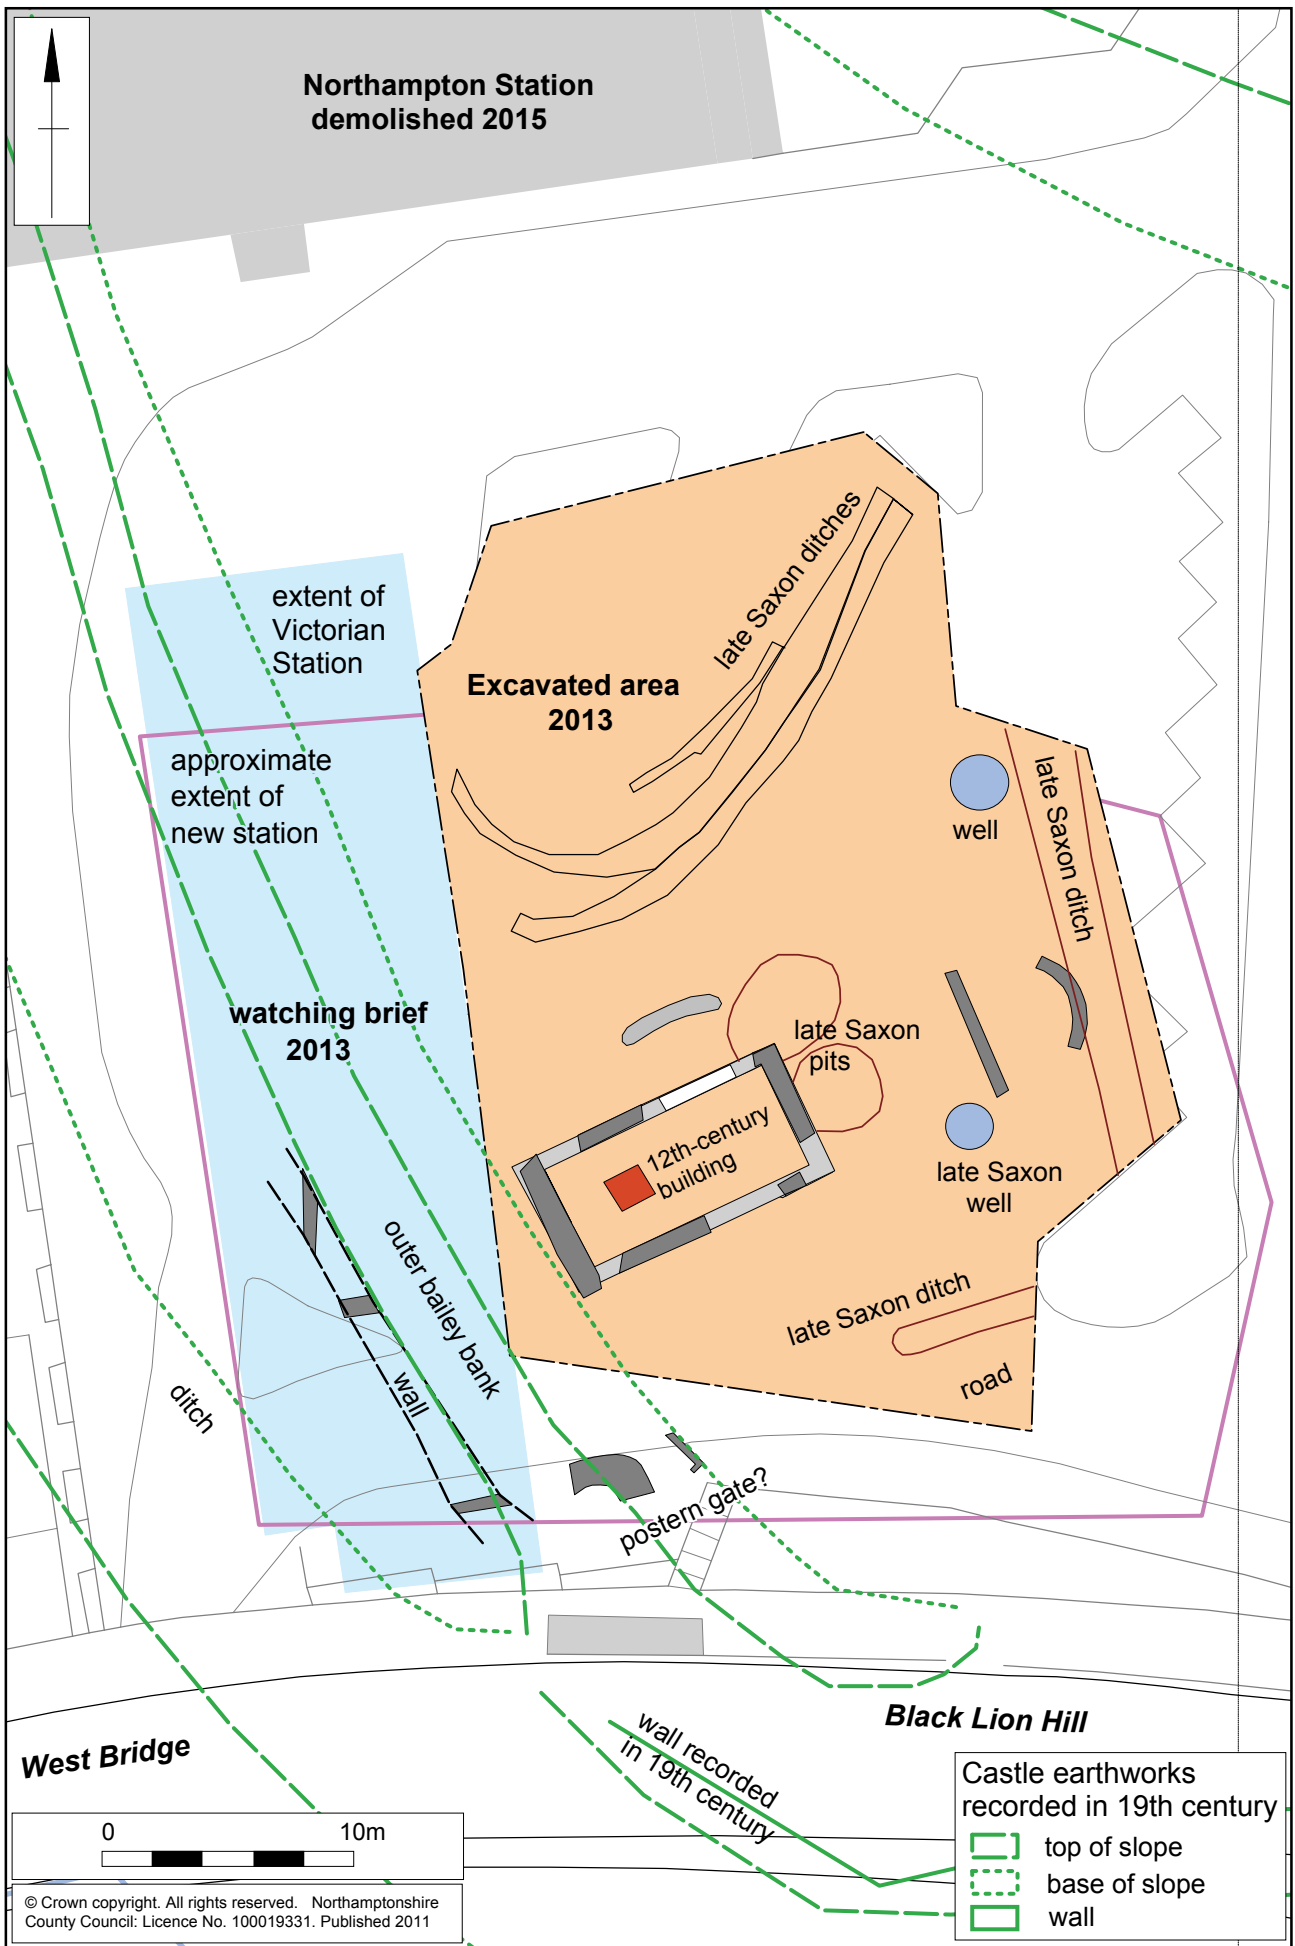 Northampton Station
demolished 2015
late Saxon ditches
extent of
Victorian
Station
Excavated area
2013
approximate
extent of
new station
well
late Saxon ditch
watching brief
2013
late Saxon
pits
12th-century
building
late Saxon
well
outer bailey bank
late Saxon ditch
road
wall
ditch
postern gate?
Black Lion Hill
West Bridge
wall recorded
in 19th century
Castle earthworks
recorded in 19th century
top of slope
base of slope
wall
0 10m
© Crown copyright. All rights reserved. Northamptonshire
County Council: Licence No. 100019331. Published 2011